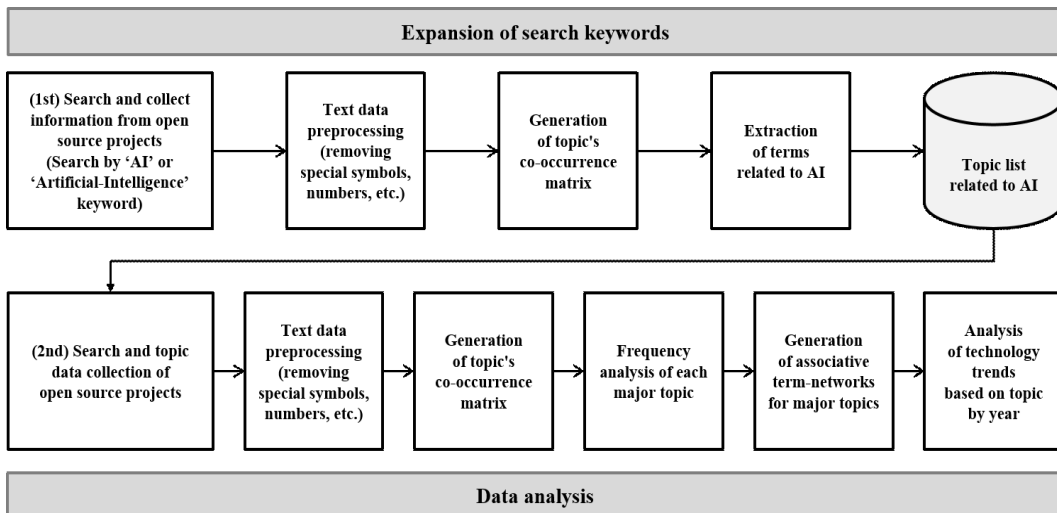 Expansion of search keywords
(1st) Search and collect
information from open
source projects
(Search by ‘AI’ or
‘Artificial-Intelligence’
keyword)
Text data
preprocessing
(removing
special symbols,
numbers, etc.)
Generation
of topic's
co-occurrence
matrix
Extraction
of terms
related to AI
Topic list
related to AI
(2nd) Search and topic
data collection of
open source projects
Text data
preprocessing
(removing
special symbols,
numbers, etc.)
Generation
of topic's
co-occurrence
matrix
Frequency
analysis of each
major topic
Generation
of associative
term-networks
for major topics
Analysis
of technology
trends
based on topic
by year
Data analysis